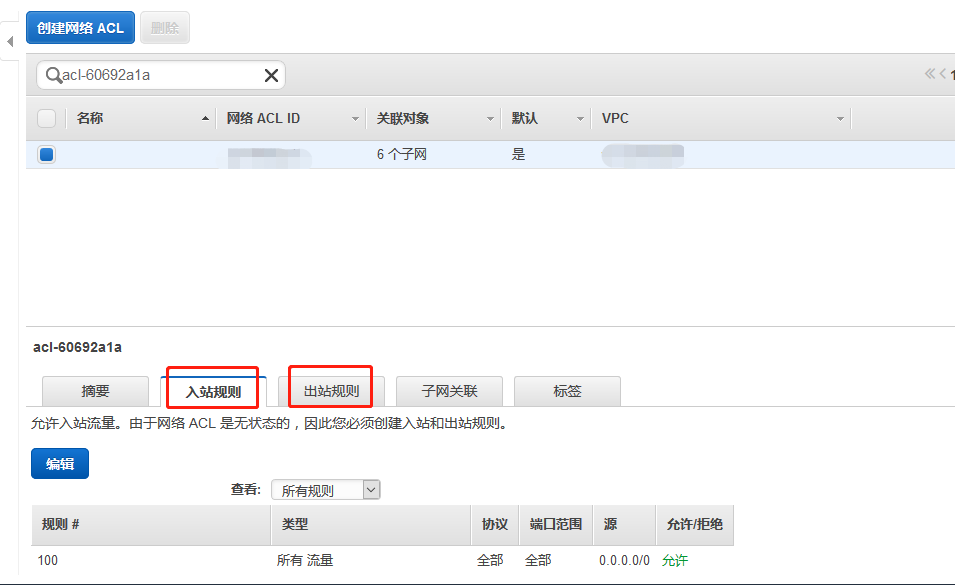 创建网络 ACL 删除
acl-60692a1a
1
名称 网络 ACL ID 关联对象 默认 VPC
6 个子网 是
acl-60692a1a
摘要 入站规则 出站规则 子网关联 标签
允许入站流量。由于网络 ACL 是无状态的，因此您必须创建入站和出站规则。
编辑
查看: 所有规则
规则 # 类型 协议 端口范围 源 允许/拒绝
100 所有 流量 全部 全部 0.0.0.0/0 允许